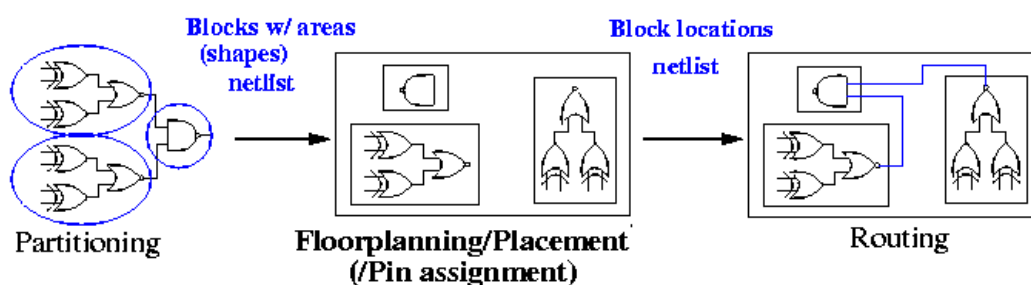 Blocks w/ areas
(shapes)
netlist
Block locations
netlist
Partitioning
Floorplanning/Placement
(/Pin assignment)
Routing